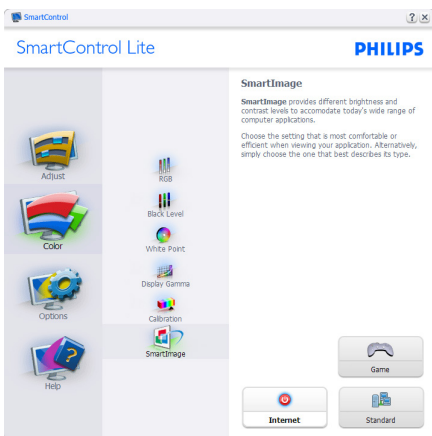 SmartControl
SmartControl Lite
PHILIPS
Adjust
Color
Options
Help
RGB
Black Level
White Point
Display Gamma
Calibration
SmartImage
SmartImage
SmartImage provides different brightness and
contrast levels to accomodate today's wide range of
computer applications.
Choose the setting that is most comfortable or
efficient when viewing your application. Alternatively,
simply choose the one that best describes its type.
Game
Internet
Standard